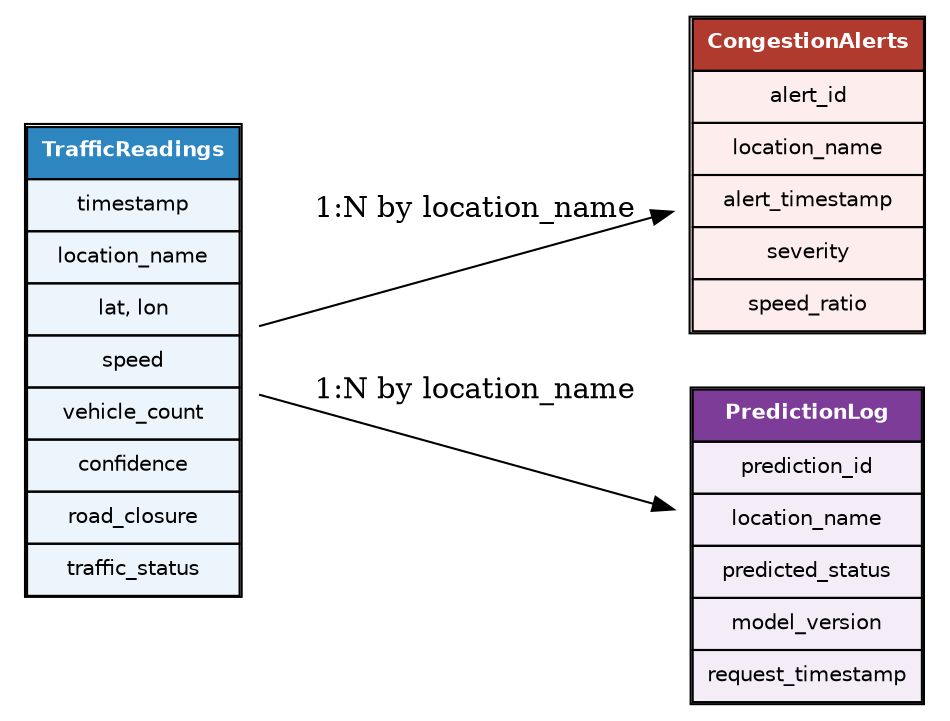 TrafficReadings
timestamp
location_name
lat, lon
speed
vehicle_count
confidence
road_closure
traffic_status
1:N by location_name
1:N by location_name
CongestionAlerts
alert_id
location_name
alert_timestamp
severity
speed_ratio
PredictionLog
prediction_id
location_name
predicted_status
model_version
request_timestamp